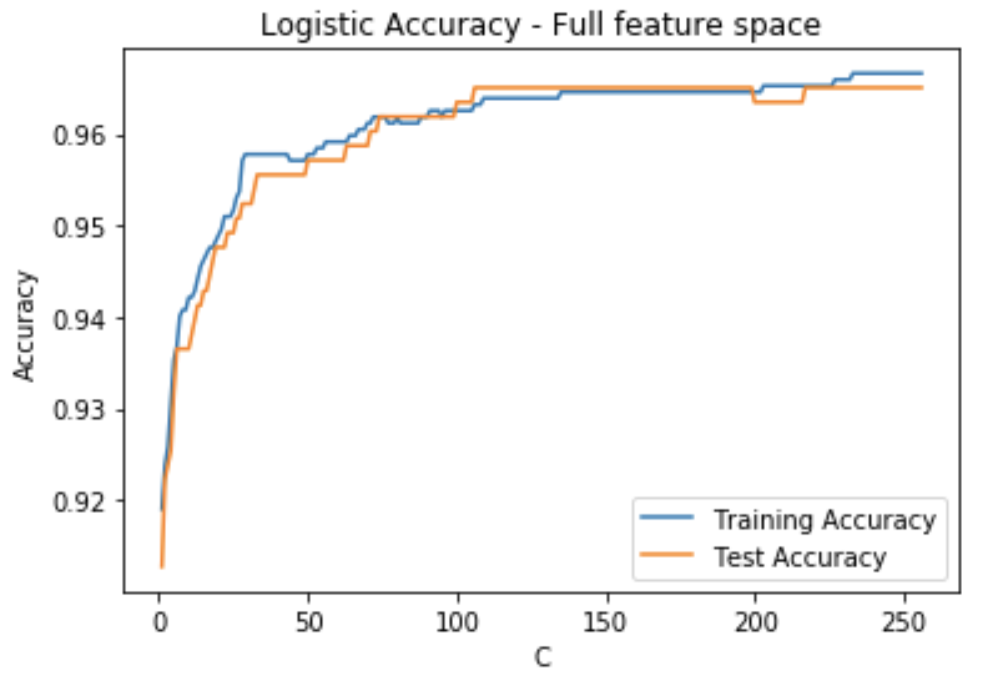 Logistic Accuracy - Full feature space
Accuracy
0.96
0.95
0.94
0.93
0.92
Training Accuracy
Test Accuracy
0
50
100
150
200
250
C